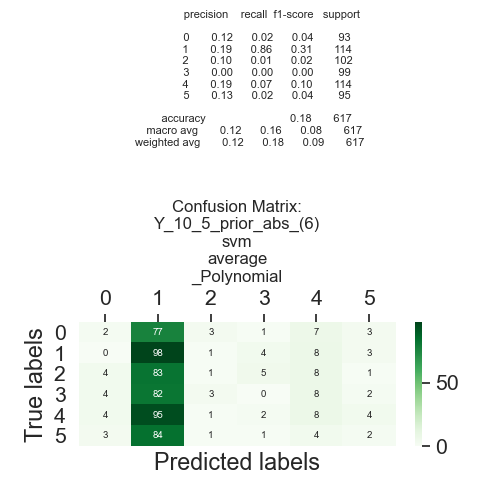 precision recall f1-score support
0 0.12 0.02 0.04 93
1 0.19 0.86 0.31 114
2 0.10 0.01 0.02 102
3 0.00 0.00 0.00 99
4 0.19 0.07 0.10 114
5 0.13 0.02 0.04 95
accuracy 0.18 617
macro avg 0.12 0.16 0.08 617
weighted avg 0.12 0.18 0.09 617
Confusion Matrix:
Y_10_5_prior_abs_(6)
svm
average
_Polynomial
0 1 2 3 4 5
0 2 77 3 1 7 3
1 0 98 1 4 8 3
2 4 83 1 5 8 1
3 4 82 3 0 8 2
4 4 95 1 2 8 4
5 3 84 1 1 4 2
True labels
Predicted labels
50
0